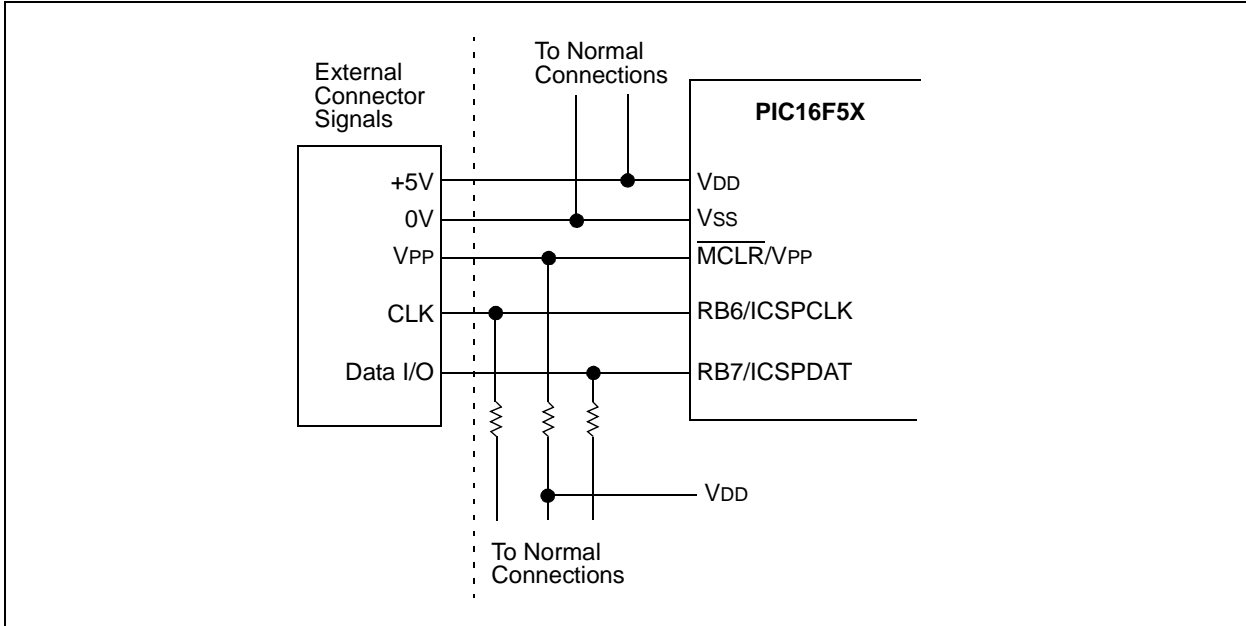 To Normal
Connections
External
Connector
Signals
PIC16F5X
+5V
VDD
0V
VSS
VPP
MCLR/VPP
CLK
RB6/ICSPCLK
Data I/O
RB7/ICSPDAT
VDD
To Normal
Connections